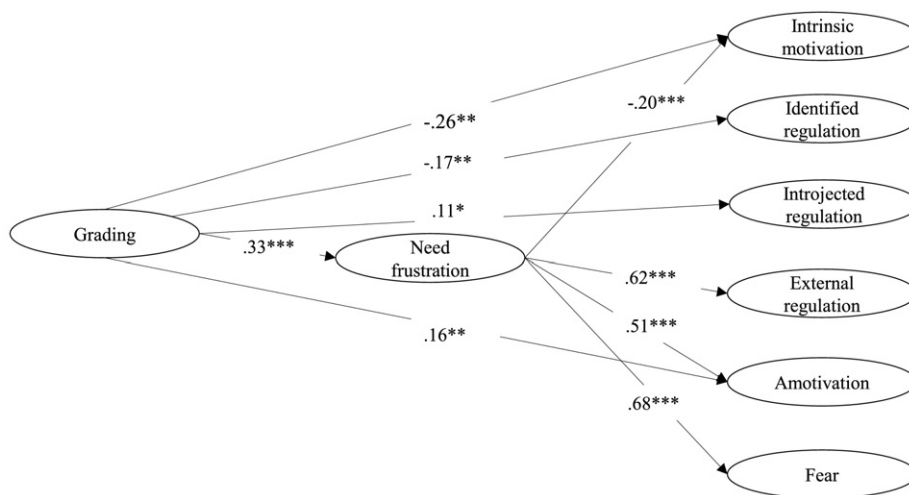 Intrinsic
motivation
-.20***
-.26**
Identified
regulation
-.17**
.11*
Introjected
regulation
Grading
.33***
Need
frustration
.62***
External
regulation
.51***
.16**
Amotivation
.68***
Fear